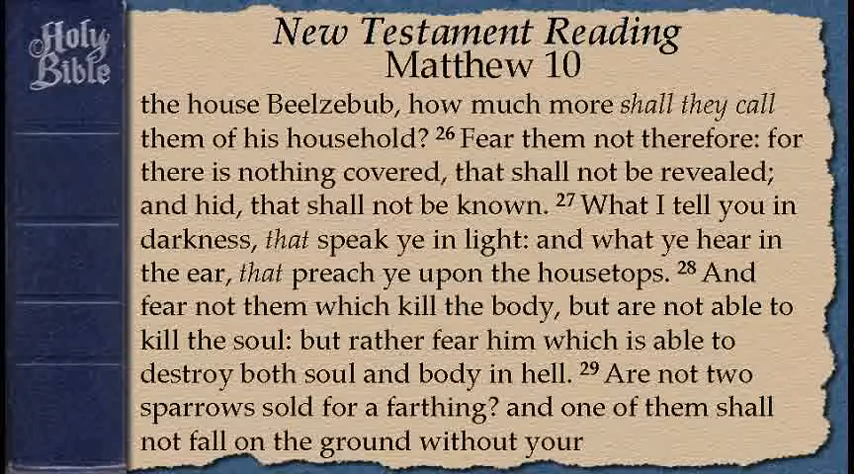 Holy
Bible
New Testament Reading
Matthew 10
the house Beelzebub, how much more shall they call
them of his household? 26 Fear them not therefore: for
there is nothing covered, that shall not be revealed;
and hid, that shall not be known. 27 What I tell you in
darkness, that speak ye in light: and what ye hear in
the ear, that preach ye upon the housetops. 28 And
fear not them which kill the body, but are not able to
kill the soul: but rather fear him which is able to
destroy both soul and body in hell. 29 Are not two
sparrows sold for a farthing? and one of them shall
not fall on the ground without your